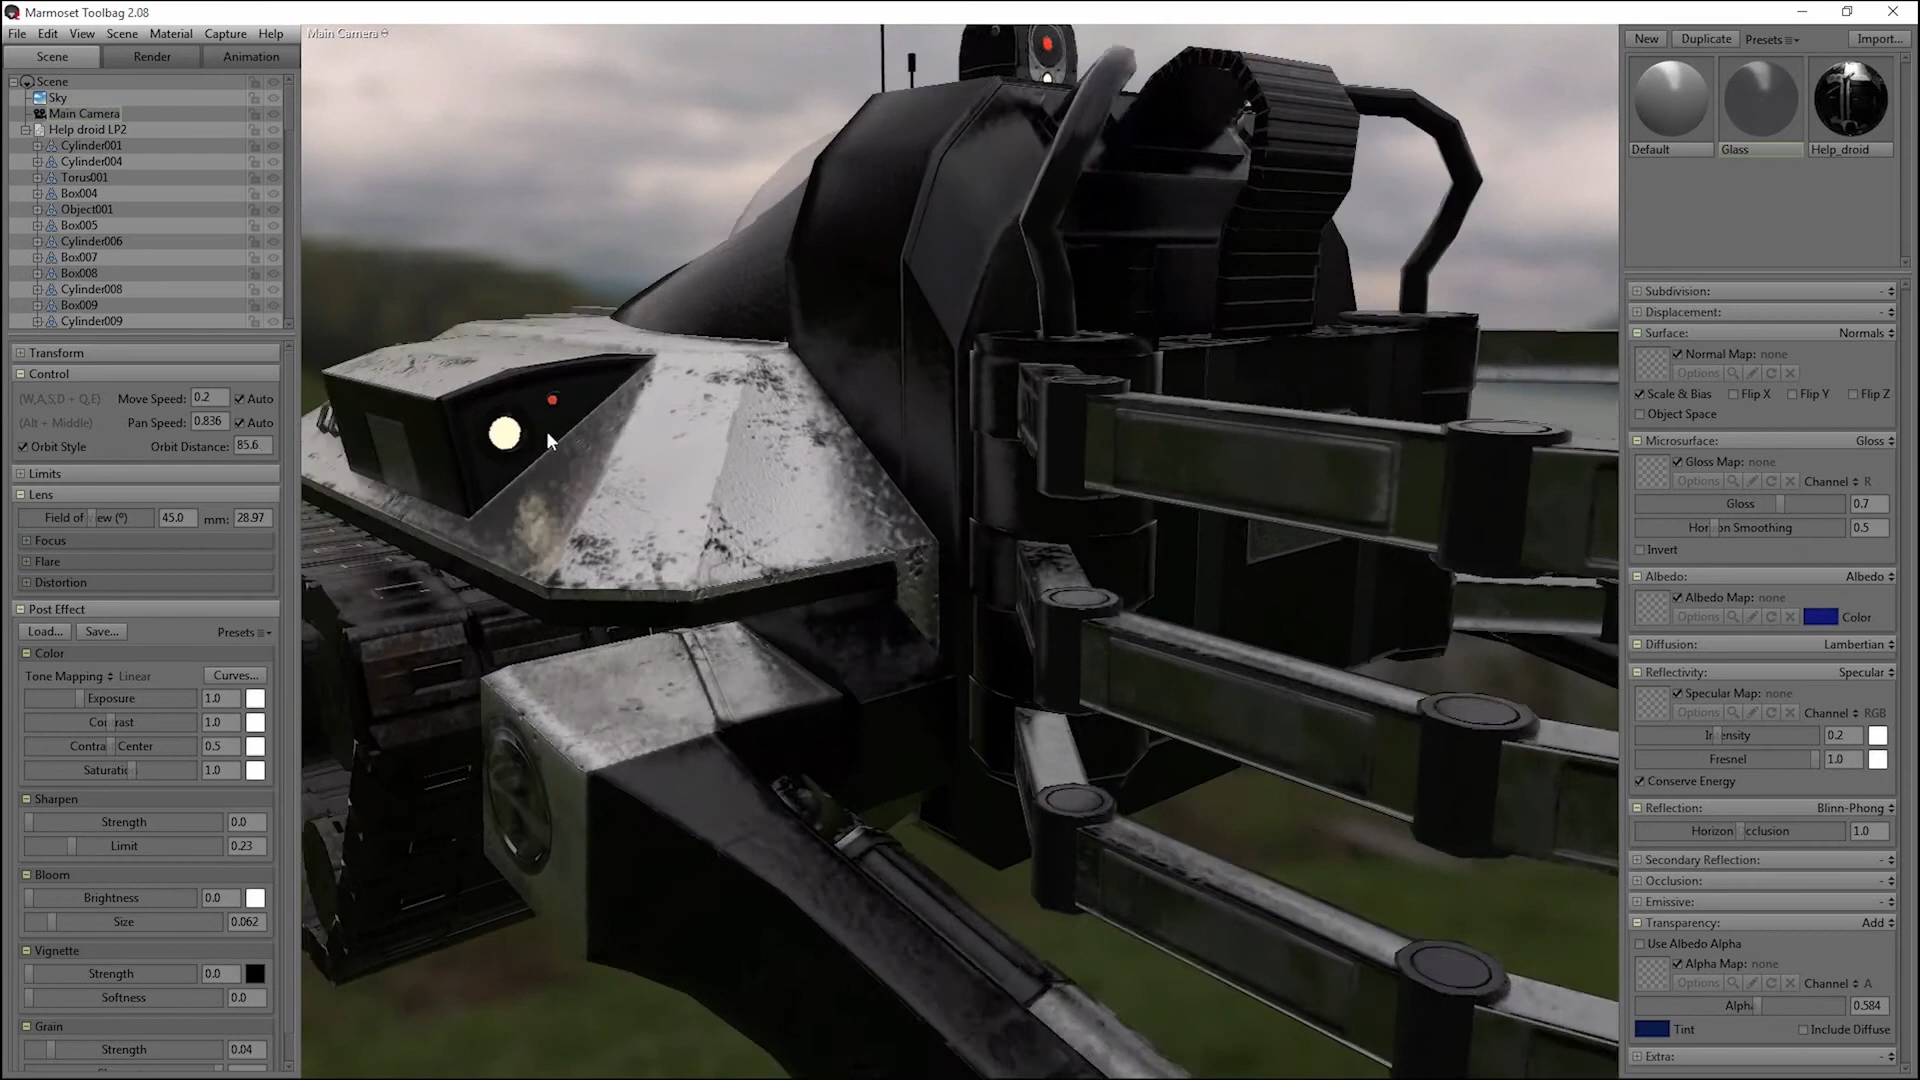 Marmoset Toolbag 2.08
File Edit View Scene Material Capture Help
Scene Render Animation
Scene
Sky
Main Camera
Help droid LP2
Cylinder001
Cylinder004
Torus001
Box004
Object001
Box005
Cylinder006
Box007
Box008
Cylinder008
Box009
Cylinder009
Transform
Control
(W,A,S,D + Q,E) Move Speed: 0.2 Auto
(Alt + Middle) Pan Speed: 0.836 Auto
Orbit Style Orbit Distance: 85.6
Limits
Lens
Field of View (º) 45.0 mm: 28.97
Focus
Flare
Distortion
Post Effect
Load... Save... Presets
Color
Tone Mapping Linear Curves...
Exposure 1.0
Contrast 1.0
Contrast Center 0.5
Saturation 1.0
Sharpen
Strength 0.0
Limit 0.23
Bloom
Brightness 0.0
Size 0.062
Vignette
Strength 0.0
Softness 0.0
Grain
Strength 0.04
Main Camera
New Duplicate Presets Import...
Default Glass Help_droid
Subdivision: -
Displacement: -
Surface: Normals
Normal Map: none
Options
Scale & Bias Flip X Flip Y Flip Z
Object Space
Microsurface: Gloss
Gloss Map: none
Options Channel R
Gloss 0.7
Horizon Smoothing 0.5
Invert
Albedo: Albedo
Albedo Map: none
Options Color
Diffusion: Lambertian
Reflectivity: Specular
Specular Map: none
Options Channel RGB
Intensity 0.2
Fresnel 1.0
Conserve Energy
Reflection: Blinn-Phong
Horizon Occlusion 1.0
Secondary Reflection: -
Occlusion: -
Emissive: -
Transparency: Add
Use Albedo Alpha
Alpha Map: none
Options Channel A
Alpha 0.584
Tint Include Diffuse
Extra: -